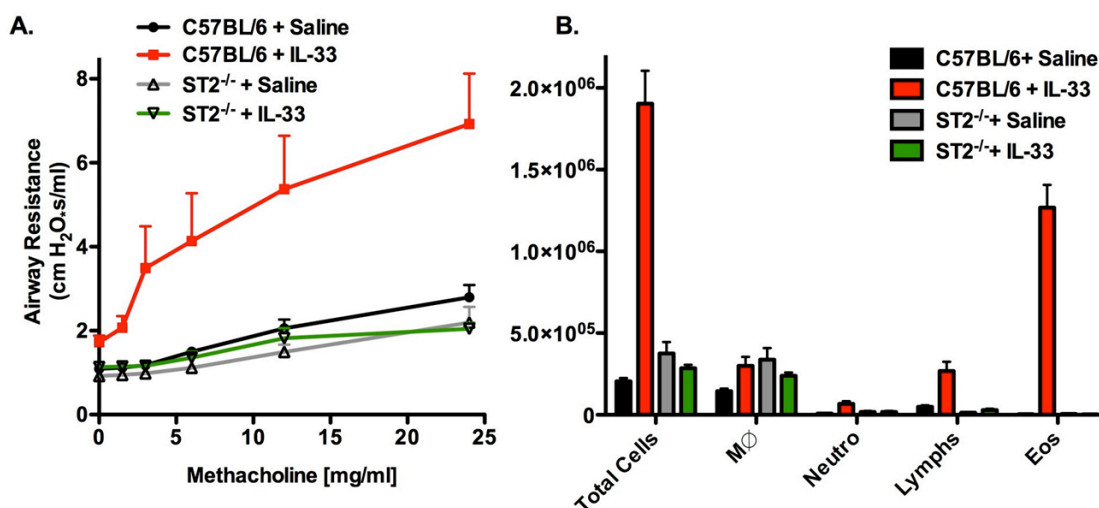 A.
C57BL/6 + Saline
C57BL/6 + IL-33
ST2-/- + Saline
ST2-/- + IL-33
Airway Resistance
(cm H2O*s/ml)
8
6
4
2
0
0
5
10
15
20
25
Methacholine [mg/ml]
B.
C57BL/6+ Saline
C57BL/6 + IL-33
ST2-/-+ Saline
ST2-/-+ IL-33
2.0×10^06
1.5×10^06
1.0×10^06
5.0×10^05
0
Total Cells
MØ
Neutro
Lymphs
Eos